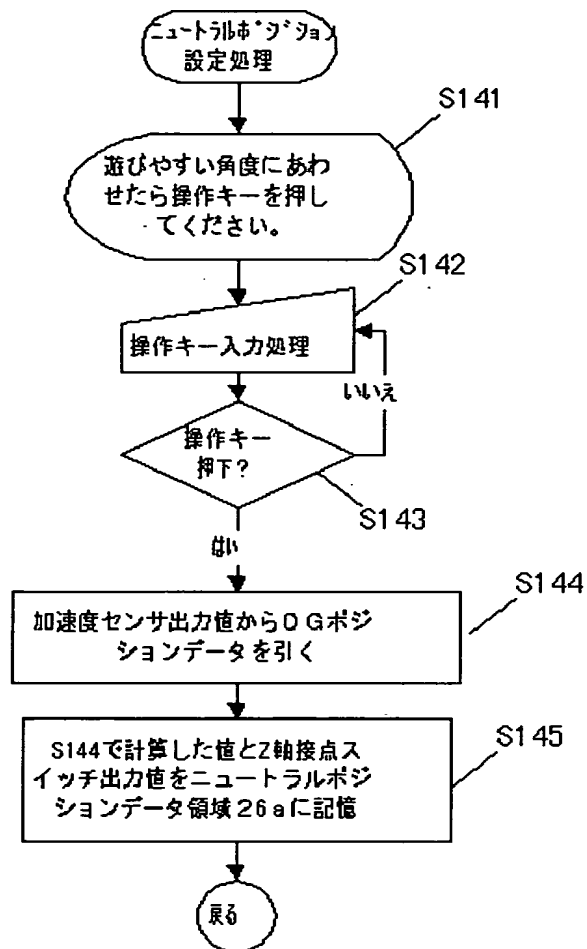 ニュートラルポジション
設定処理
S141
遊びやすい角度にあわ
せたら操作キーを押し
てください。
S142
操作キー入力処理
いいえ
操作キー
押下?
S143
はい
S144
加速度センサ出力値から0Gポジ
ションデータを引く
S145
S144で計算した値とZ軸接点ス
イッチ出力値をニュートラルポジ
ションデータ領域26aに記憶
戻る